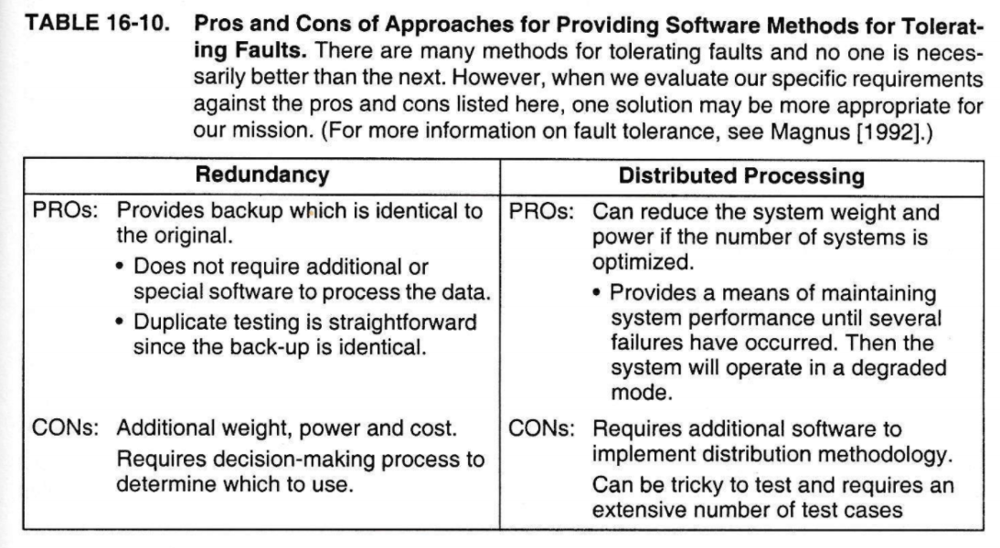 TABLE 16-10. Pros and Cons of Approaches for Providing Software Methods for Tolerat-
ing Faults. There are many methods for tolerating faults and no one is neces-
sarily better than the next. However, when we evaluate our specific requirements
against the pros and cons listed here, one solution may be more appropriate for
our mission. (For more information on fault tolerance, see Magnus [1992].)
Redundancy
PROs: Provides backup which is identical to
the original.
• Does not require additional or
special software to process the data.
• Duplicate testing is straightforward
since the back-up is identical.
CONs: Additional weight, power and cost.
Requires decision-making process to
determine which to use.
Distributed Processing
PROs: Can reduce the system weight and
power if the number of systems is
optimized.
• Provides a means of maintaining
system performance until several
failures have occurred. Then the
system will operate in a degraded
mode.
CONs: Requires additional software to
implement distribution methodology.
Can be tricky to test and requires an
extensive number of test cases